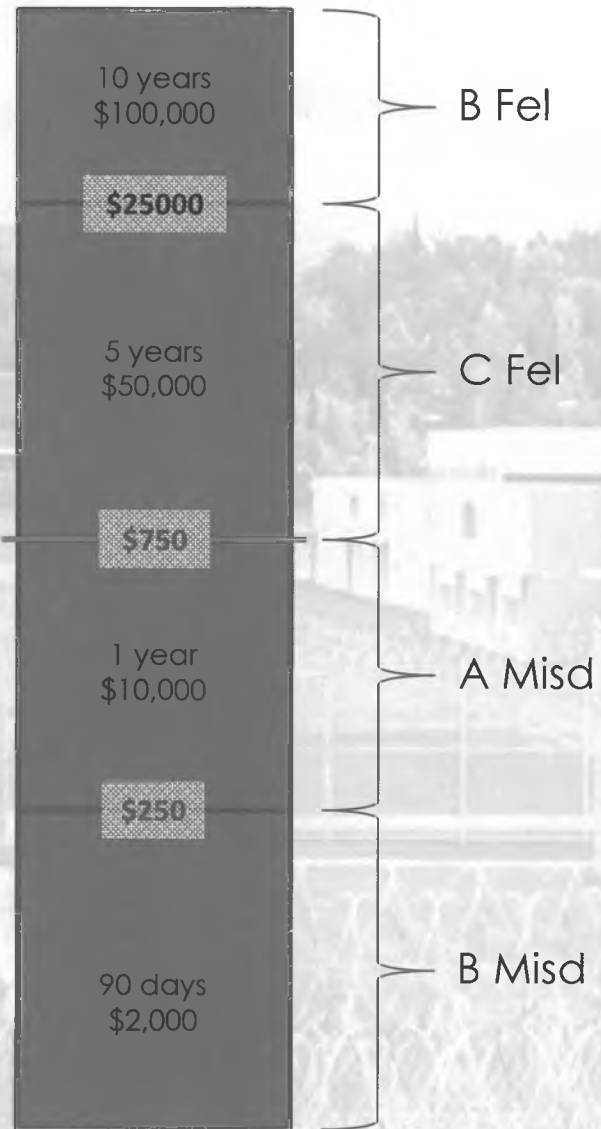 10 years
$100,000
B Fel
$25000
5 years
$50,000
C Fel
$750
1 year
$10,000
A Misd
$250
90 days
$2,000
B Misd